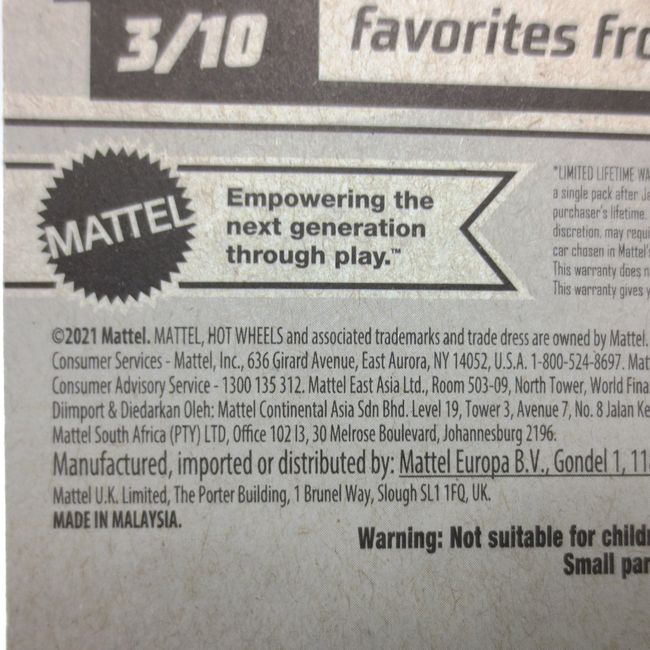 3/10
favorites fro
MATTEL
Empowering the
next generation
through play.™
*LIMITED LIFETIME WA
a single pack after Ja
purchaser's lifetime.
discretion, may requi
car chosen in Mattel's
This warranty does n
This warranty gives y
©2021 Mattel. MATTEL, HOT WHEELS and associated trademarks and trade dress are owned by Mattel.
Consumer Services - Mattel, Inc., 636 Girard Avenue, East Aurora, NY 14052, U.S.A. 1-800-524-8697. Matt
Consumer Advisory Service - 1300 135 312. Mattel East Asia Ltd., Room 503-09, North Tower, World Fina
Diimport & Diedarkan Oleh: Mattel Continental Asia Sdn Bhd. Level 19, Tower 3, Avenue 7, No. 8 Jalan Ke
Mattel South Africa (PTY) LTD, Office 102 I3, 30 Melrose Boulevard, Johannesburg 2196.
Manufactured, imported or distributed by: Mattel Europa B.V., Gondel 1, 11
Mattel U.K. Limited, The Porter Building, 1 Brunel Way, Slough SL1 1FQ, UK.
MADE IN MALAYSIA.
Warning: Not suitable for childr
Small par